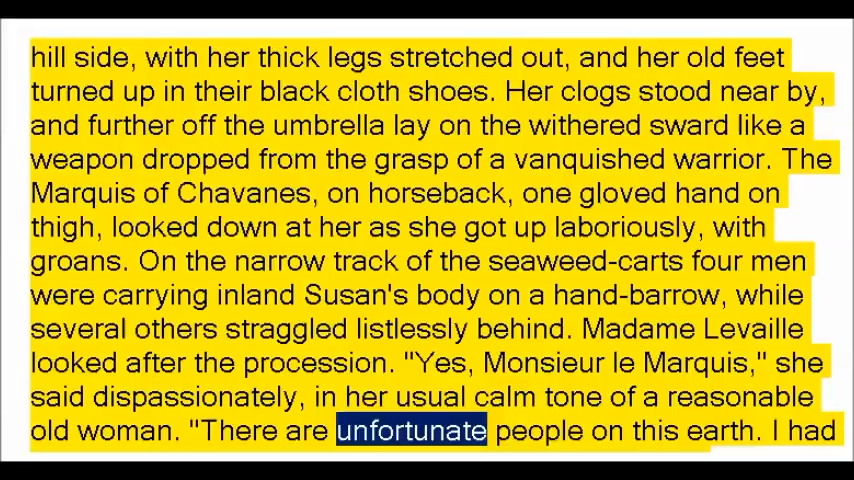 hill side, with her thick legs stretched out, and her old feet
turned up in their black cloth shoes. Her clogs stood near by,
and further off the umbrella lay on the withered sward like a
weapon dropped from the grasp of a vanquished warrior. The
Marquis of Chavanes, on horseback, one gloved hand on
thigh, looked down at her as she got up laboriously, with
groans. On the narrow track of the seaweed-carts four men
were carrying inland Susan's body on a hand-barrow, while
several others straggled listlessly behind. Madame Levaille
looked after the procession. "Yes, Monsieur le Marquis," she
said dispassionately, in her usual calm tone of a reasonable
old woman. "There are unfortunate people on this earth. I had